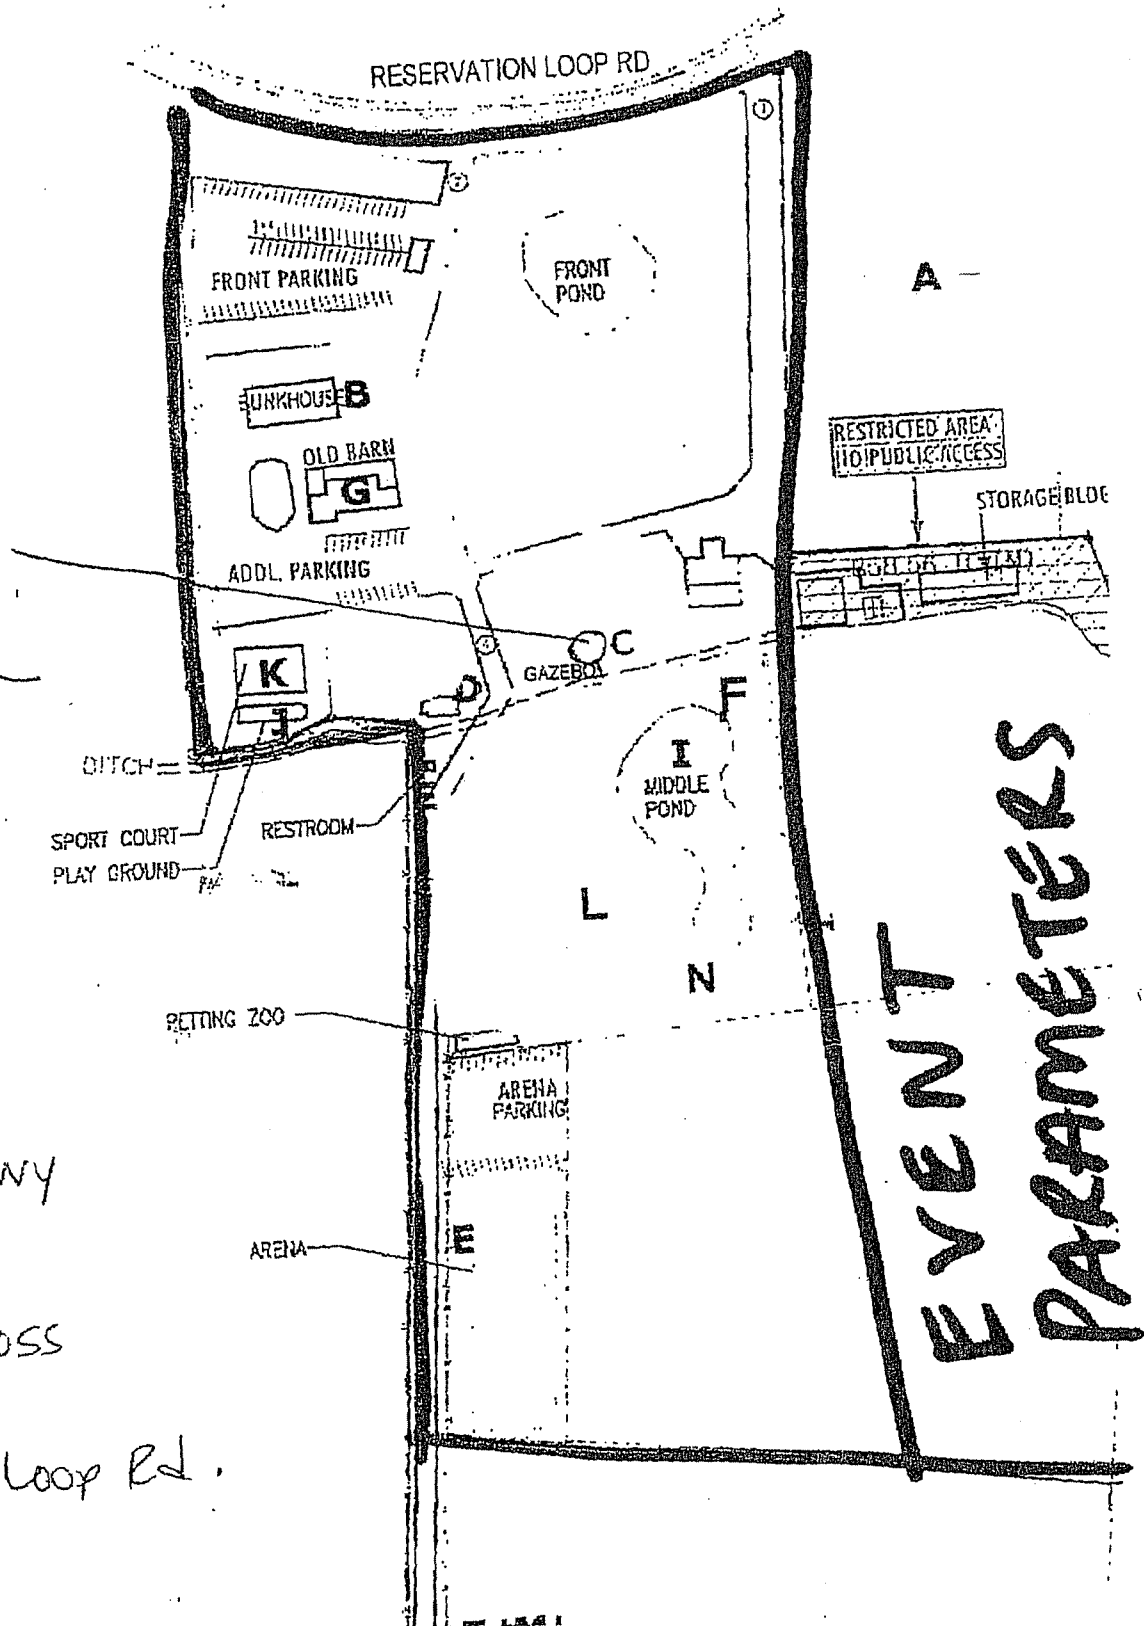 RESERVATION LOOP RD
1
FRONT PARKING
FRONT
POND
A
UNKHOUSE B
RESTRICTED AREA
NO PUBLIC ACCESS
OLD BARN
G
STORAGE BLDG
ADDL. PARKING
C
GAZEBO
K
D
F
J
I
MIDDLE
POND
DITCH
SPORT COURT
RESTROOM
PLAY GROUND
L
N
PETTING ZOO
ARENA
PARKING
E
ARENA
EVENT
PARAMETERS
NY
OSS
Loop Rd.